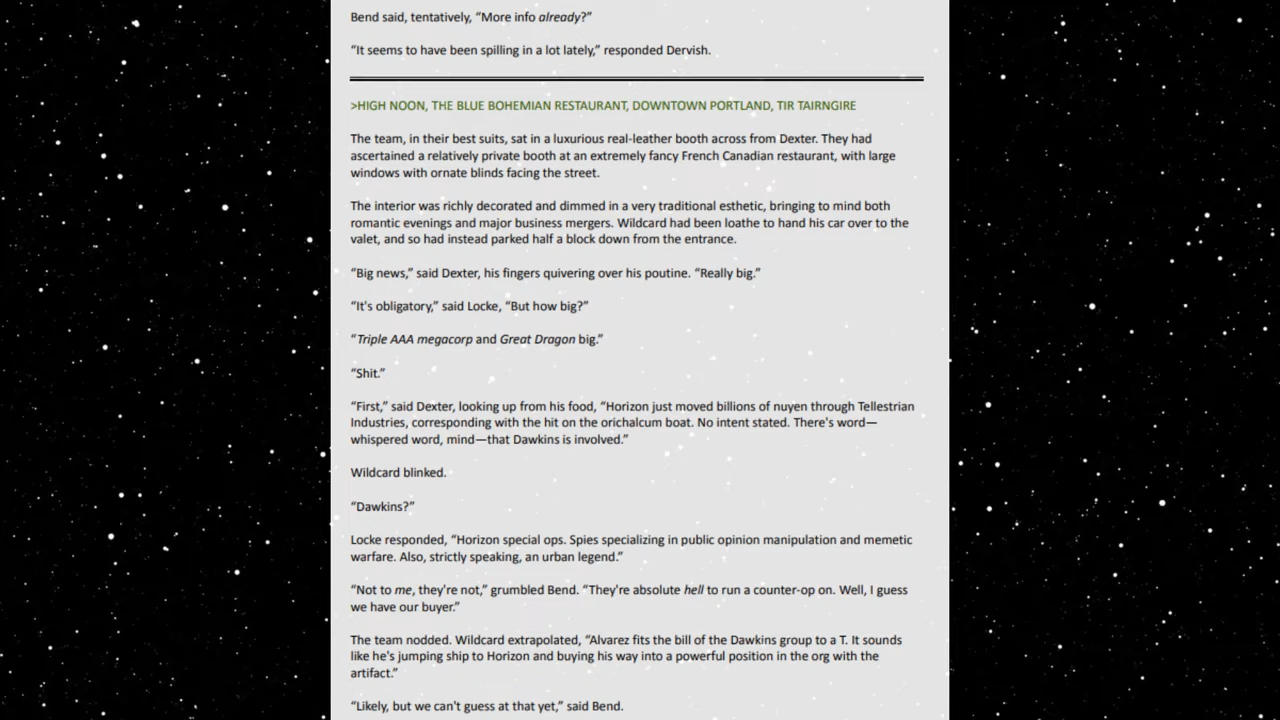 Bend said, tentatively, “More info already?”
“It seems to have been spilling in a lot lately,” responded Dervish.
>HIGH NOON, THE BLUE BOHEMIAN RESTAURANT, DOWNTOWN PORTLAND, TIR TAIRNGIRE
The team, in their best suits, sat in a luxurious real-leather booth across from Dexter. They had
ascertained a relatively private booth at an extremely fancy French Canadian restaurant, with large
windows with ornate blinds facing the street.
The interior was richly decorated and dimmed in a very traditional esthetic, bringing to mind both
romantic evenings and major business mergers. Wildcard had been loathe to hand his car over to the
valet, and so had instead parked half a block down from the entrance.
“Big news,” said Dexter, his fingers quivering over his poutine. “Really big.”
“It's obligatory,” said Locke, “But how big?”
“Triple AAA megacorp and Great Dragon big.”
“Shit.”
“First,” said Dexter, looking up from his food, “Horizon just moved billions of nuyen through Tellestrian
Industries, corresponding with the hit on the orichalcum boat. No intent stated. There's word—
whispered word, mind—that Dawkins is involved.”
Wildcard blinked.
“Dawkins?”
Locke responded, “Horizon special ops. Spies specializing in public opinion manipulation and memetic
warfare. Also, strictly speaking, an urban legend.”
“Not to me, they're not,” grumbled Bend. “They're absolute hell to run a counter-op on. Well, I guess
we have our buyer.”
The team nodded. Wildcard extrapolated, “Alvarez fits the bill of the Dawkins group to a T. It sounds
like he's jumping ship to Horizon and buying his way into a powerful position in the org with the
artifact.”
“Likely, but we can't guess at that yet,” said Bend.